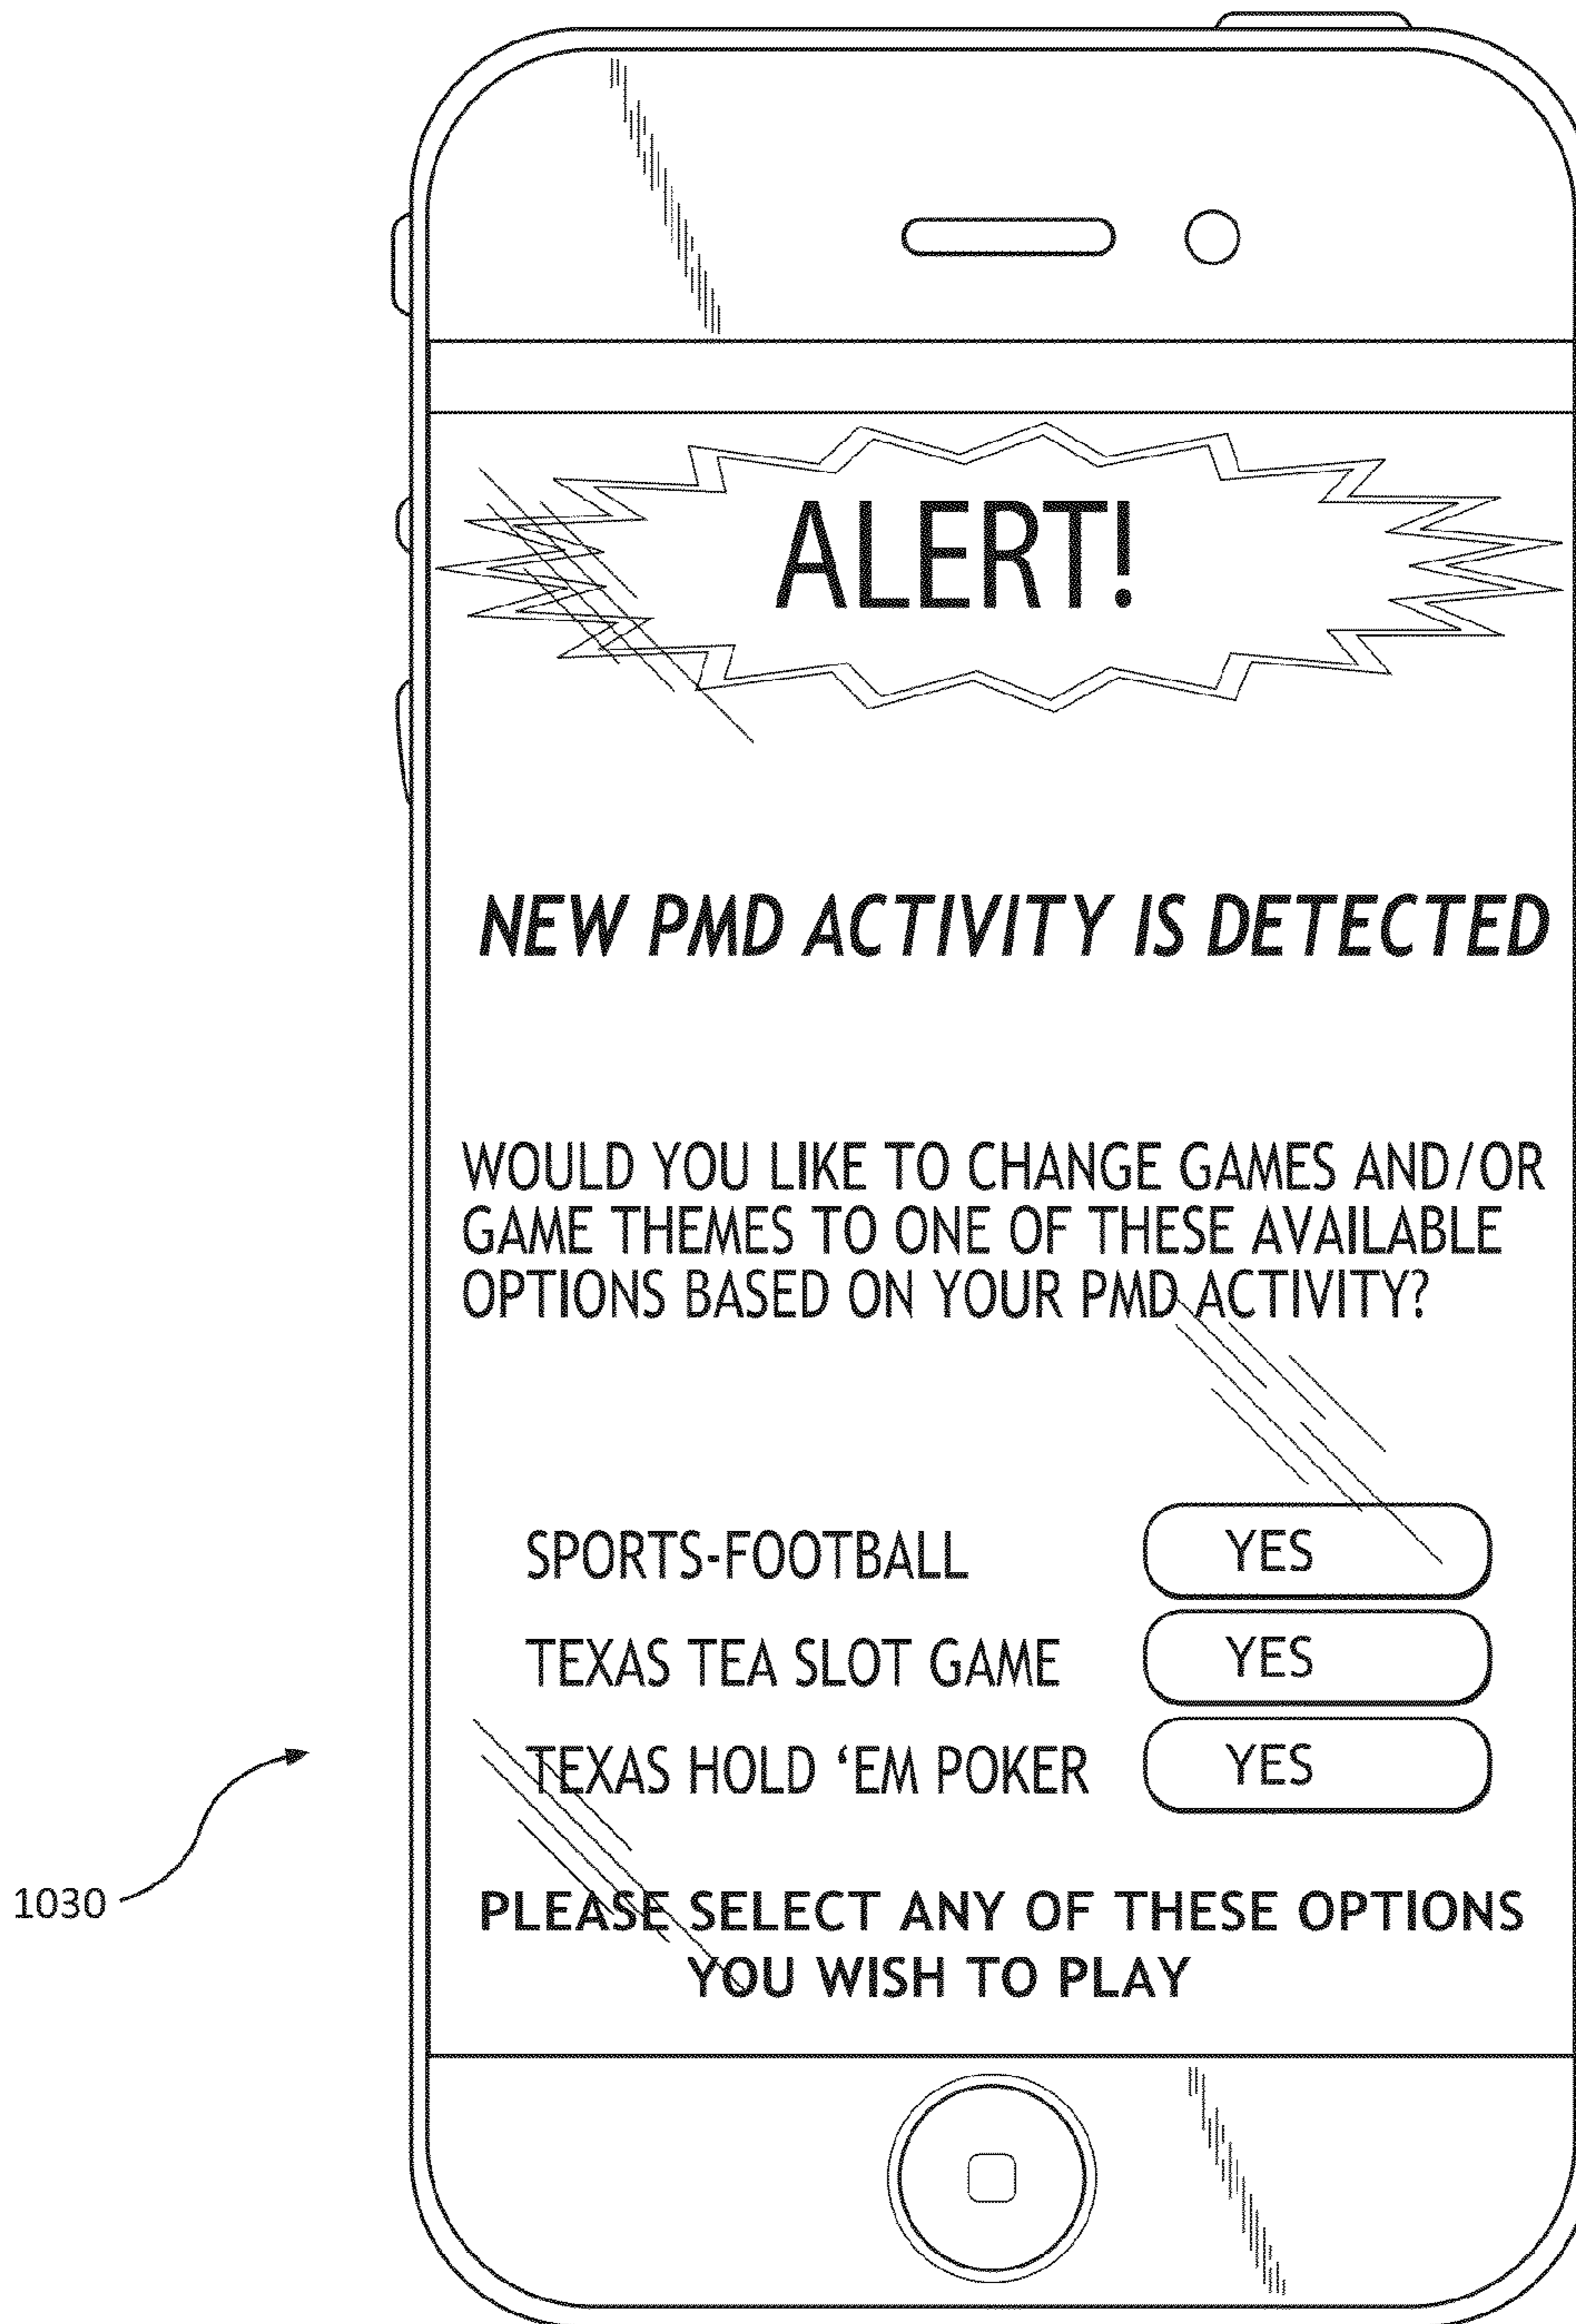 ALERT!
NEW PMD ACTIVITY IS DETECTED
WOULD YOU LIKE TO CHANGE GAMES AND/OR
GAME THEMES TO ONE OF THESE AVAILABLE
OPTIONS BASED ON YOUR PMD ACTIVITY?
SPORTS-FOOTBALL YES
TEXAS TEA SLOT GAME YES
TEXAS HOLD ‘EM POKER YES
1030
PLEASE SELECT ANY OF THESE OPTIONS
YOU WISH TO PLAY